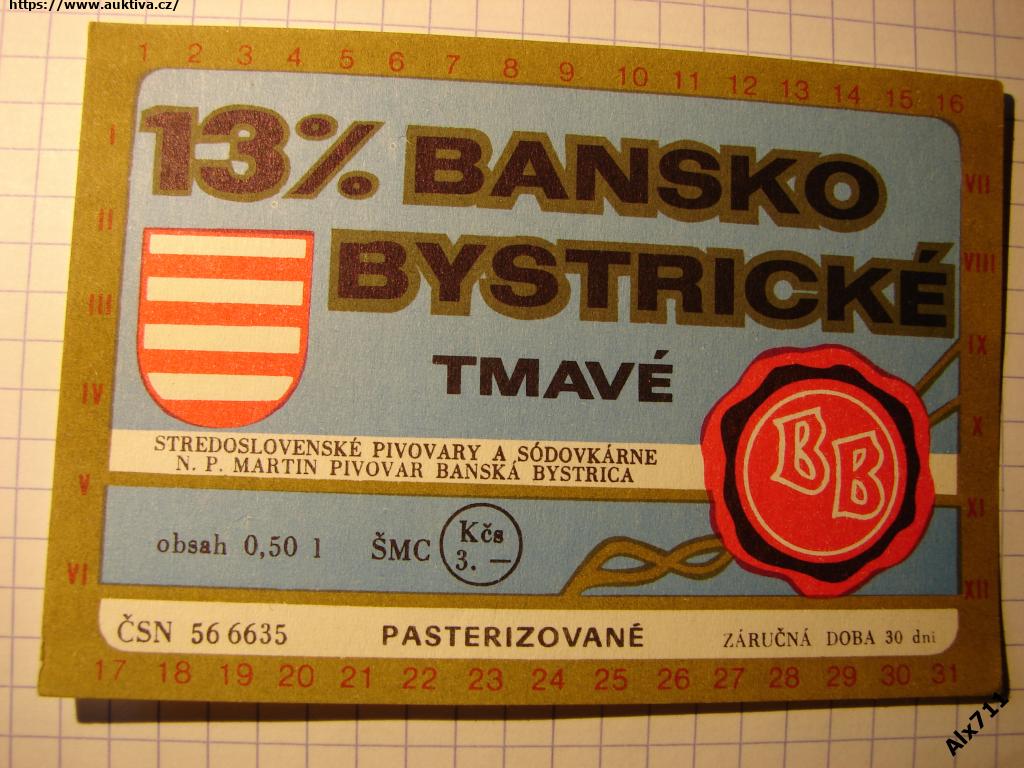 https://www.auktiva.cz/
1 2 3 4 5 6 7 8 9 10 11 12 13 14 15 16
I II III IV V VI
13% BANSKO
BYSTRICKÉ
TMAVÉ
STREDOSLOVENSKÉ PIVOVARY A SÓDOVKÁRNE
N. P. MARTIN PIVOVAR BANSKÁ BYSTRICA
BB
obsah 0,50 l ŠMC Kčs
3. —
VII VIII IX X XI XII
ČSN 56 6635 PASTERIZOVANÉ ZÁRUČNÁ DOBA 30 dni
17 18 19 20 21 22 23 24 25 26 27 28 29 30 31
Alx711